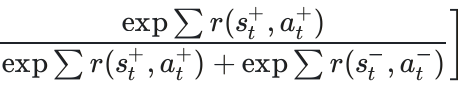 exp ∑ r(s_t^+, a_t^+)
exp ∑ r(s_t^+, a_t^+) + exp ∑ r(s_t^-, a_t^-) ]